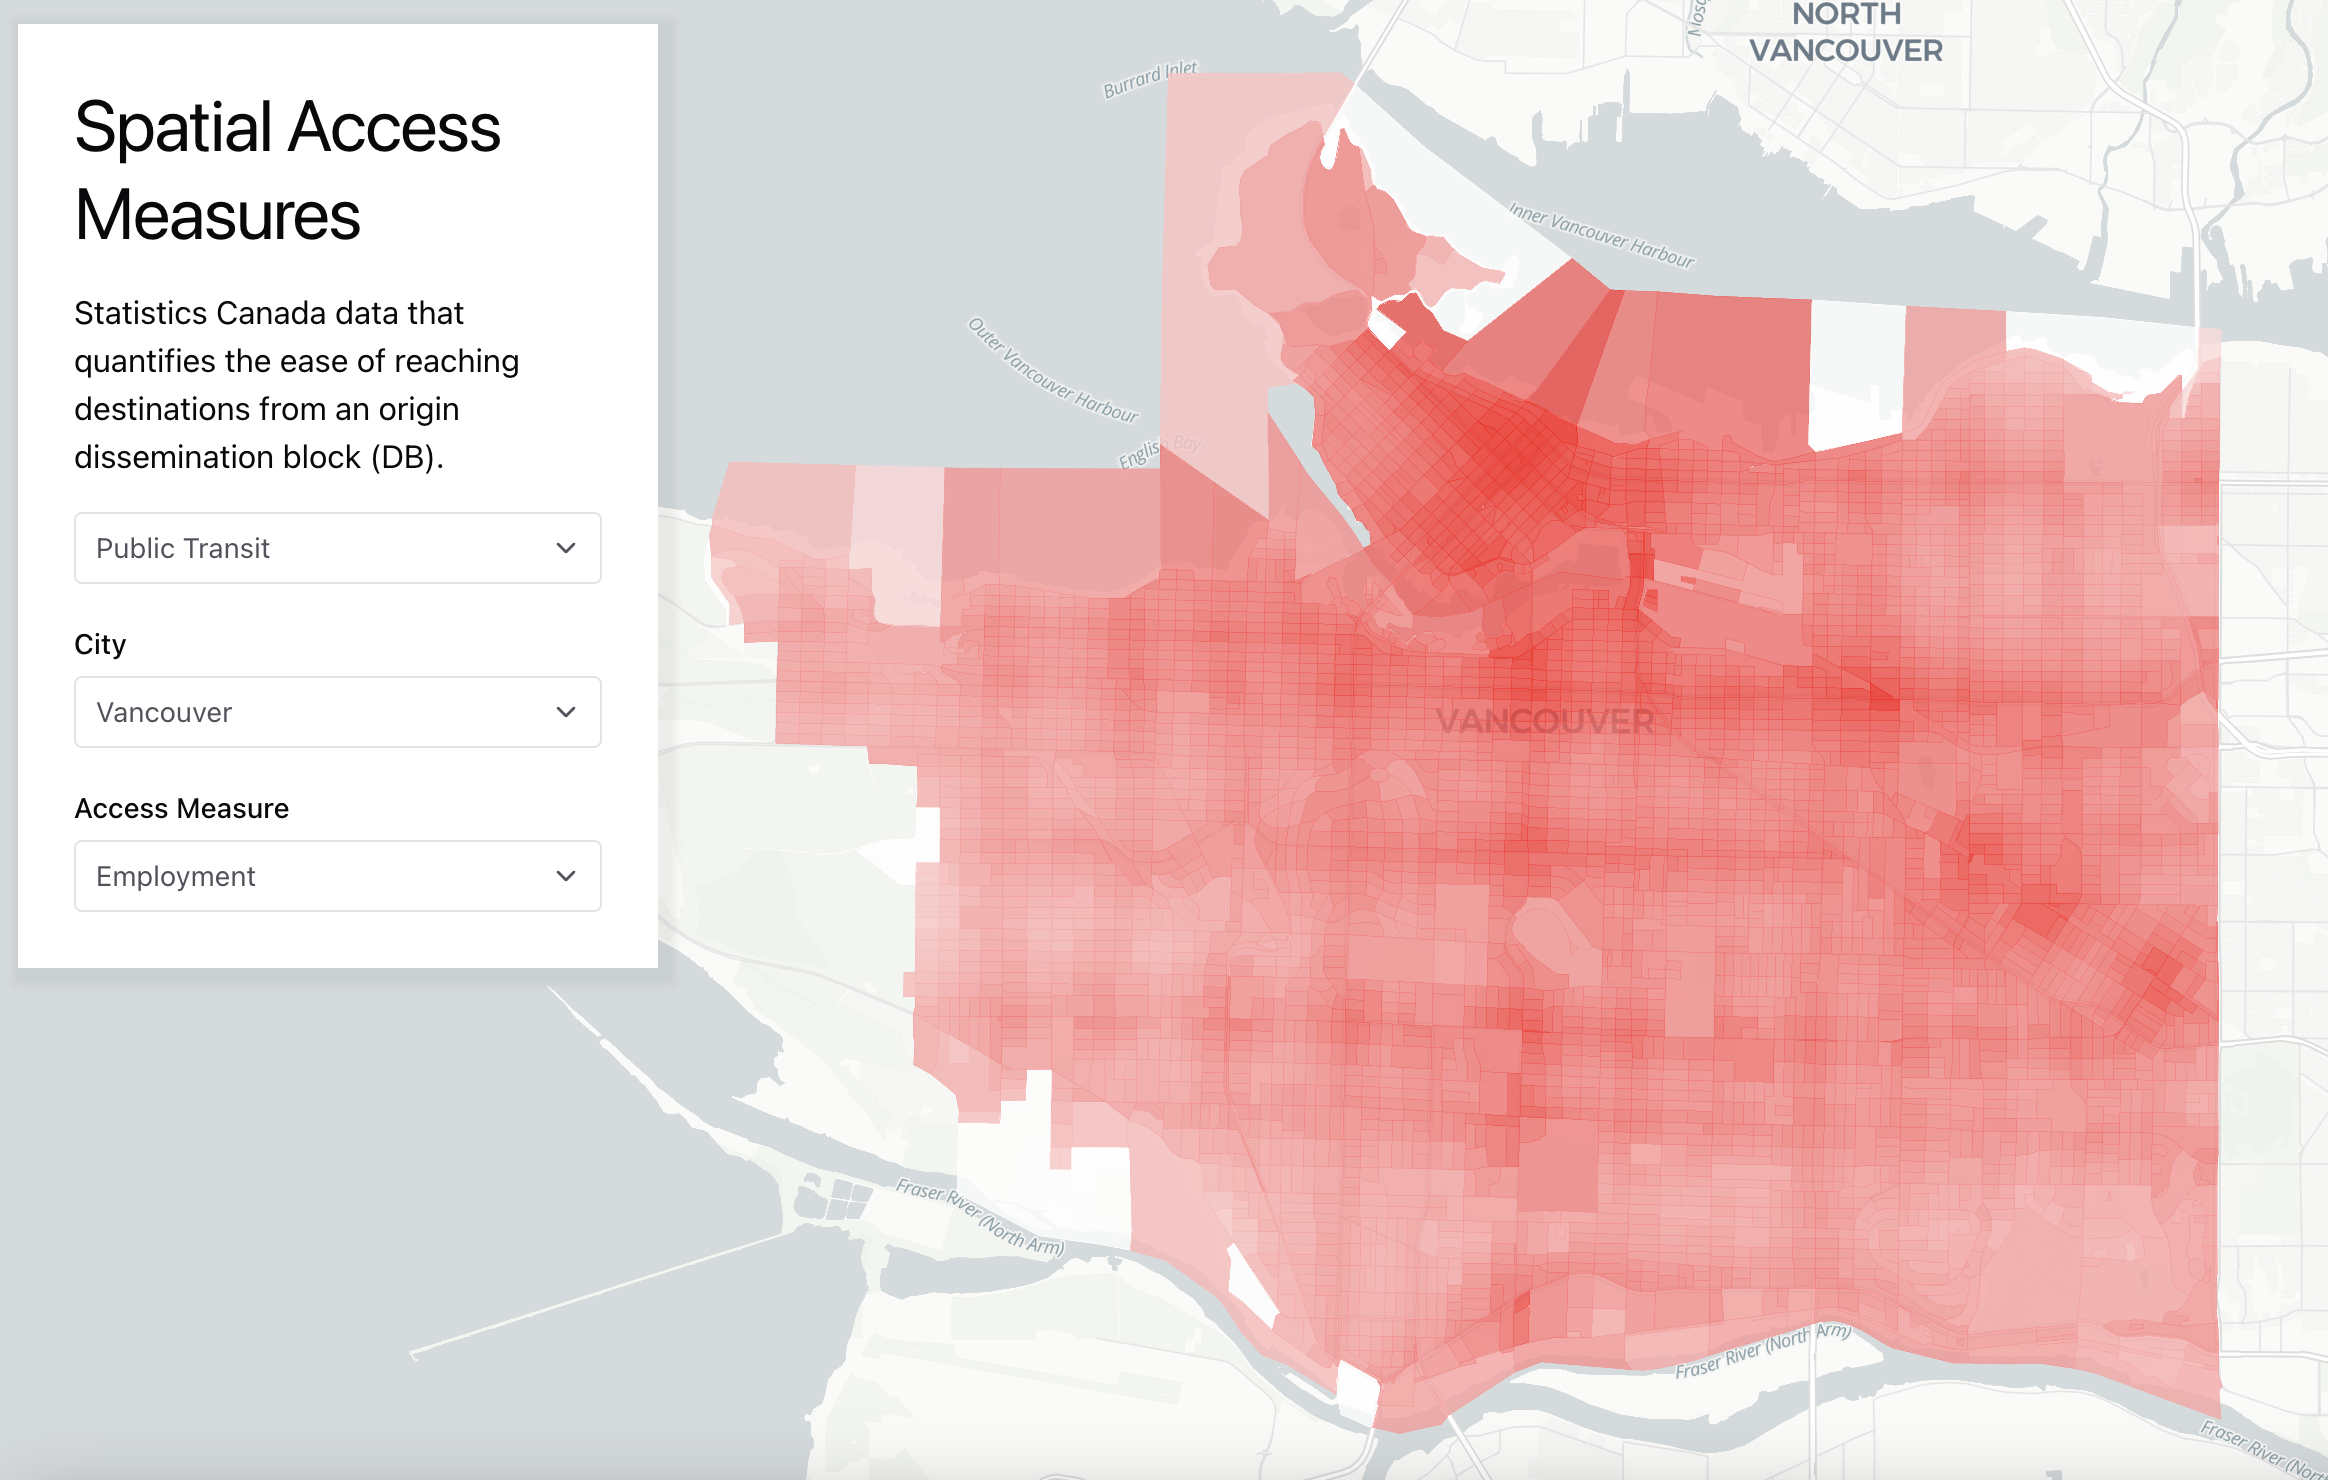 Spatial Access
Measures
Statistics Canada data that
quantifies the ease of reaching
destinations from an origin
dissemination block (DB).
Public Transit
City
Vancouver
Access Measure
Employment
NORTH
VANCOUVER
Burrard Inlet
Inner Vancouver Harbour
Outer Vancouver Harbour
English Bay
VANCOUVER
Fraser River (North Arm)
Fraser River (North Arm)
Fraser River (Nort